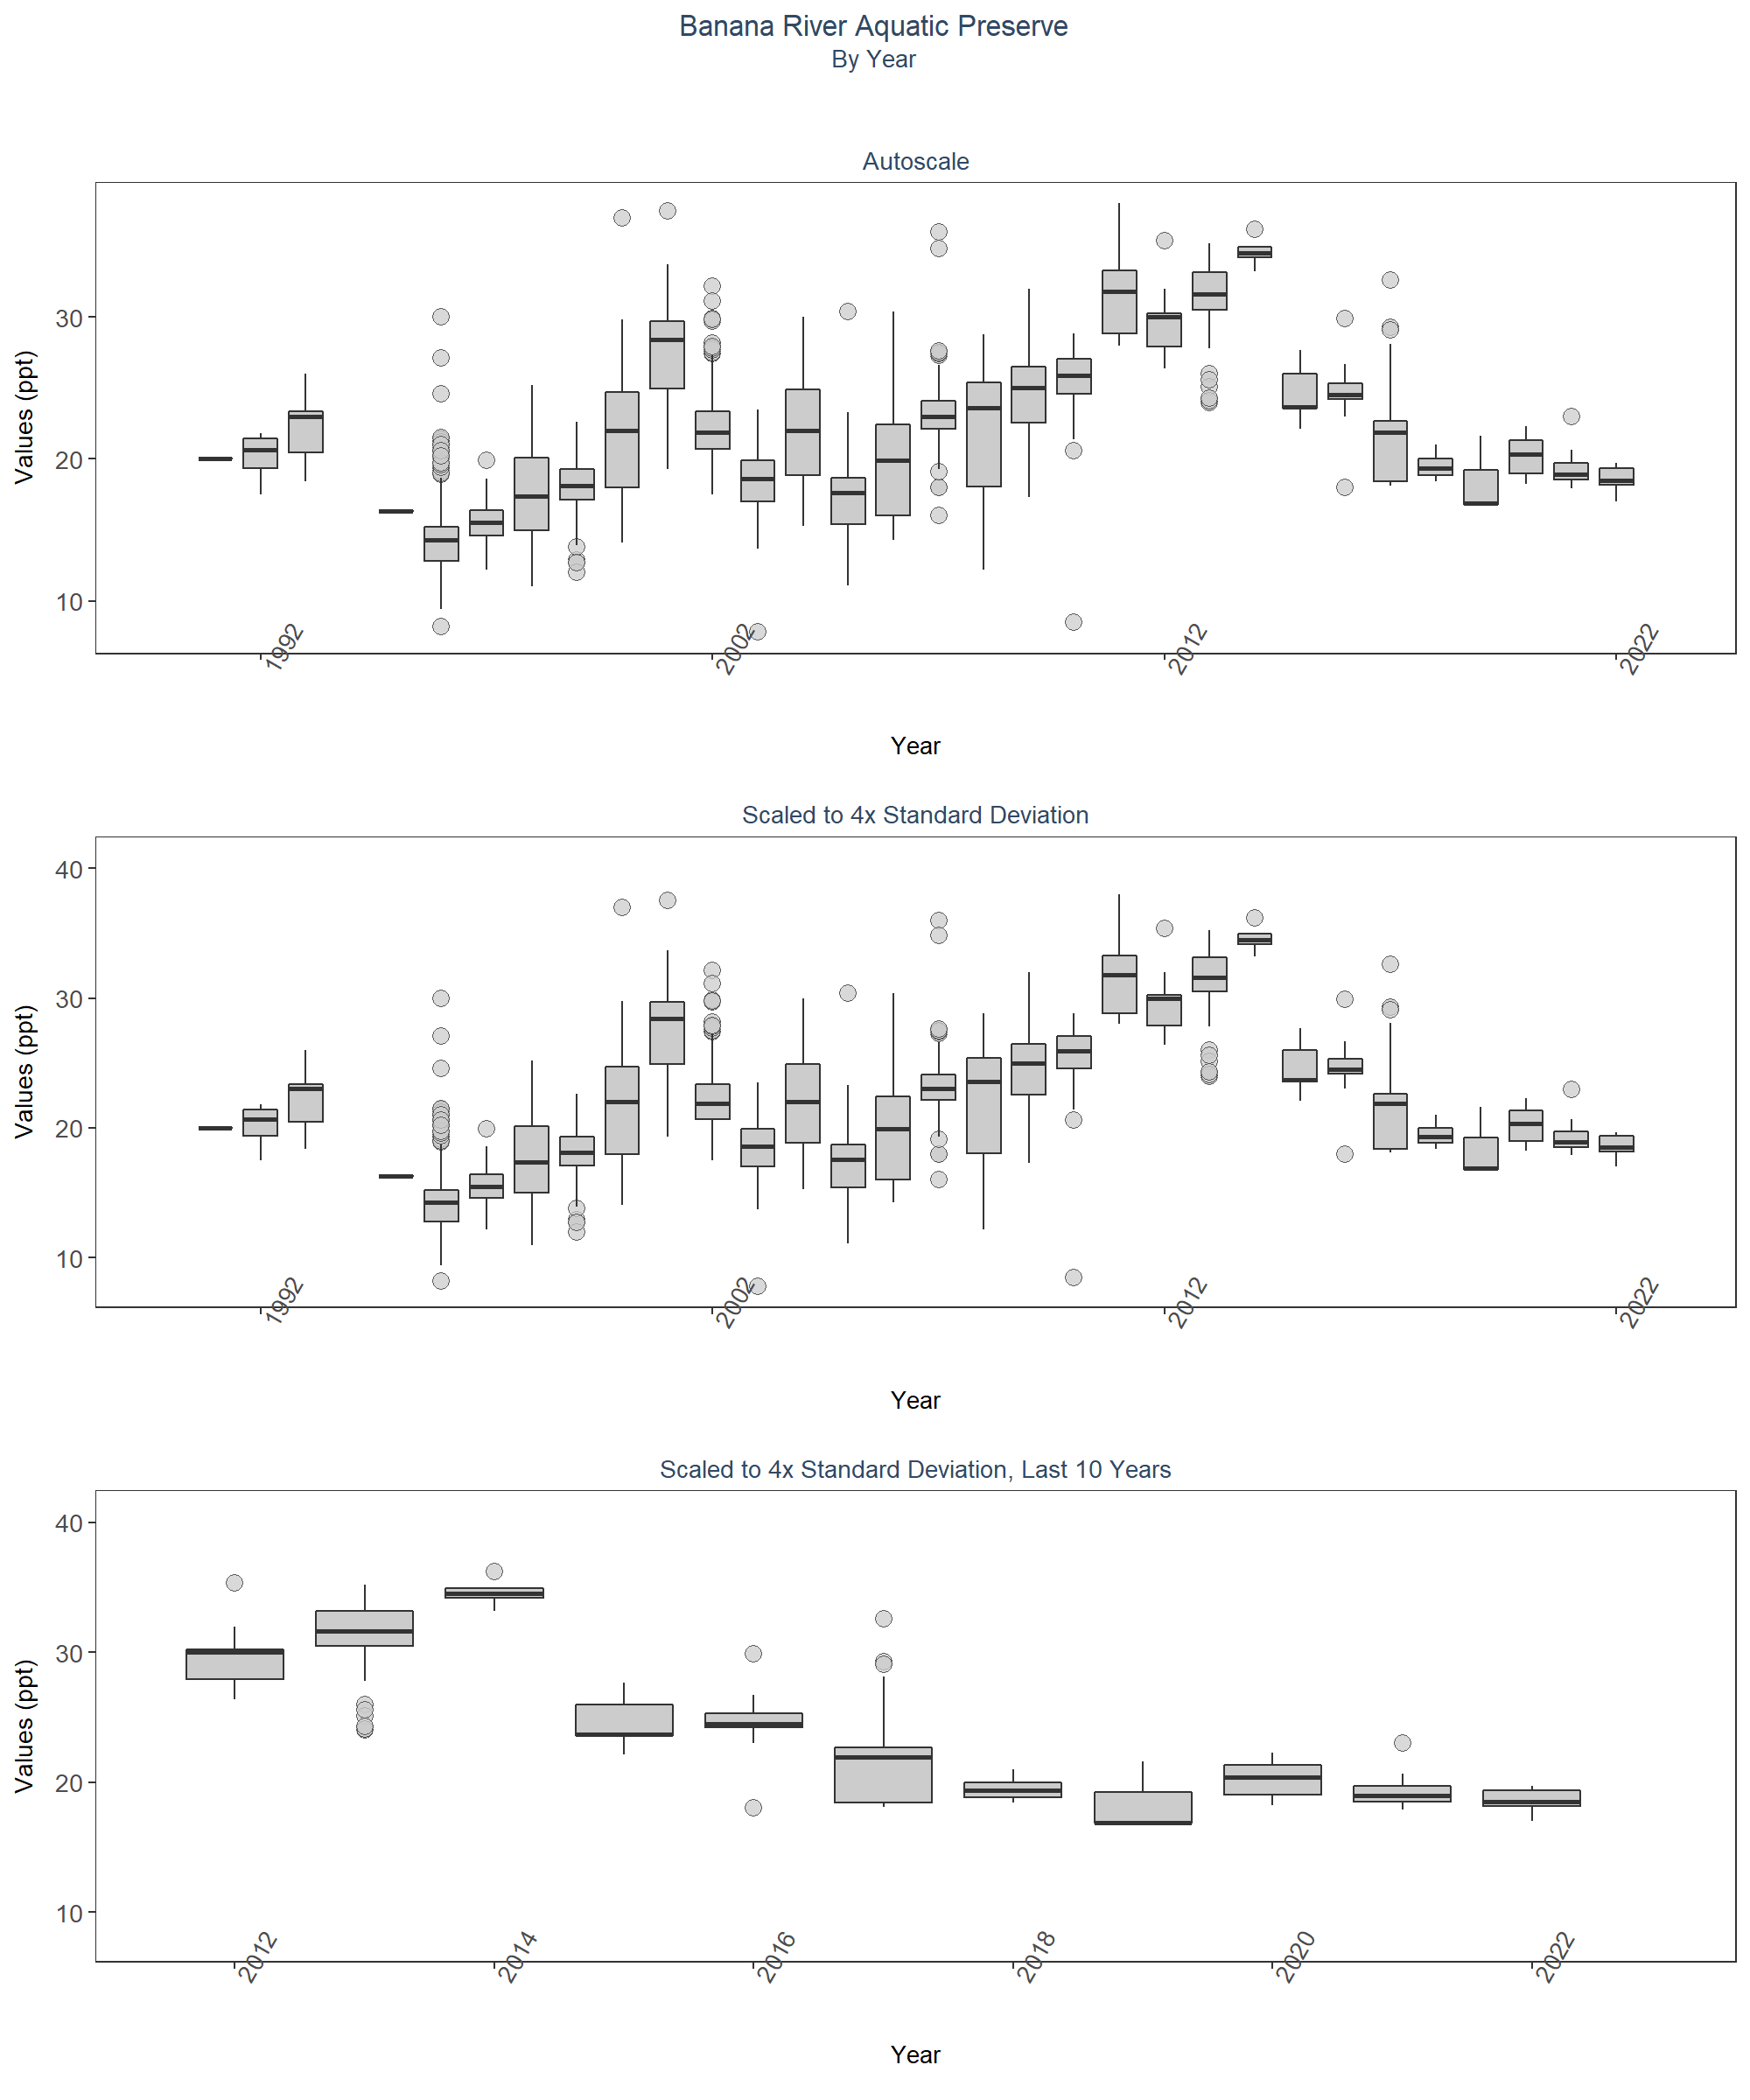 Banana River Aquatic Preserve
By Year
Autoscale
Values (ppt)
30
20
10
1992
2002
2012
2022
Year
Scaled to 4x Standard Deviation
Values (ppt)
40
30
20
10
1992
2002
2012
2022
Year
Scaled to 4x Standard Deviation, Last 10 Years
Values (ppt)
40
30
20
10
2012
2014
2016
2018
2020
2022
Year